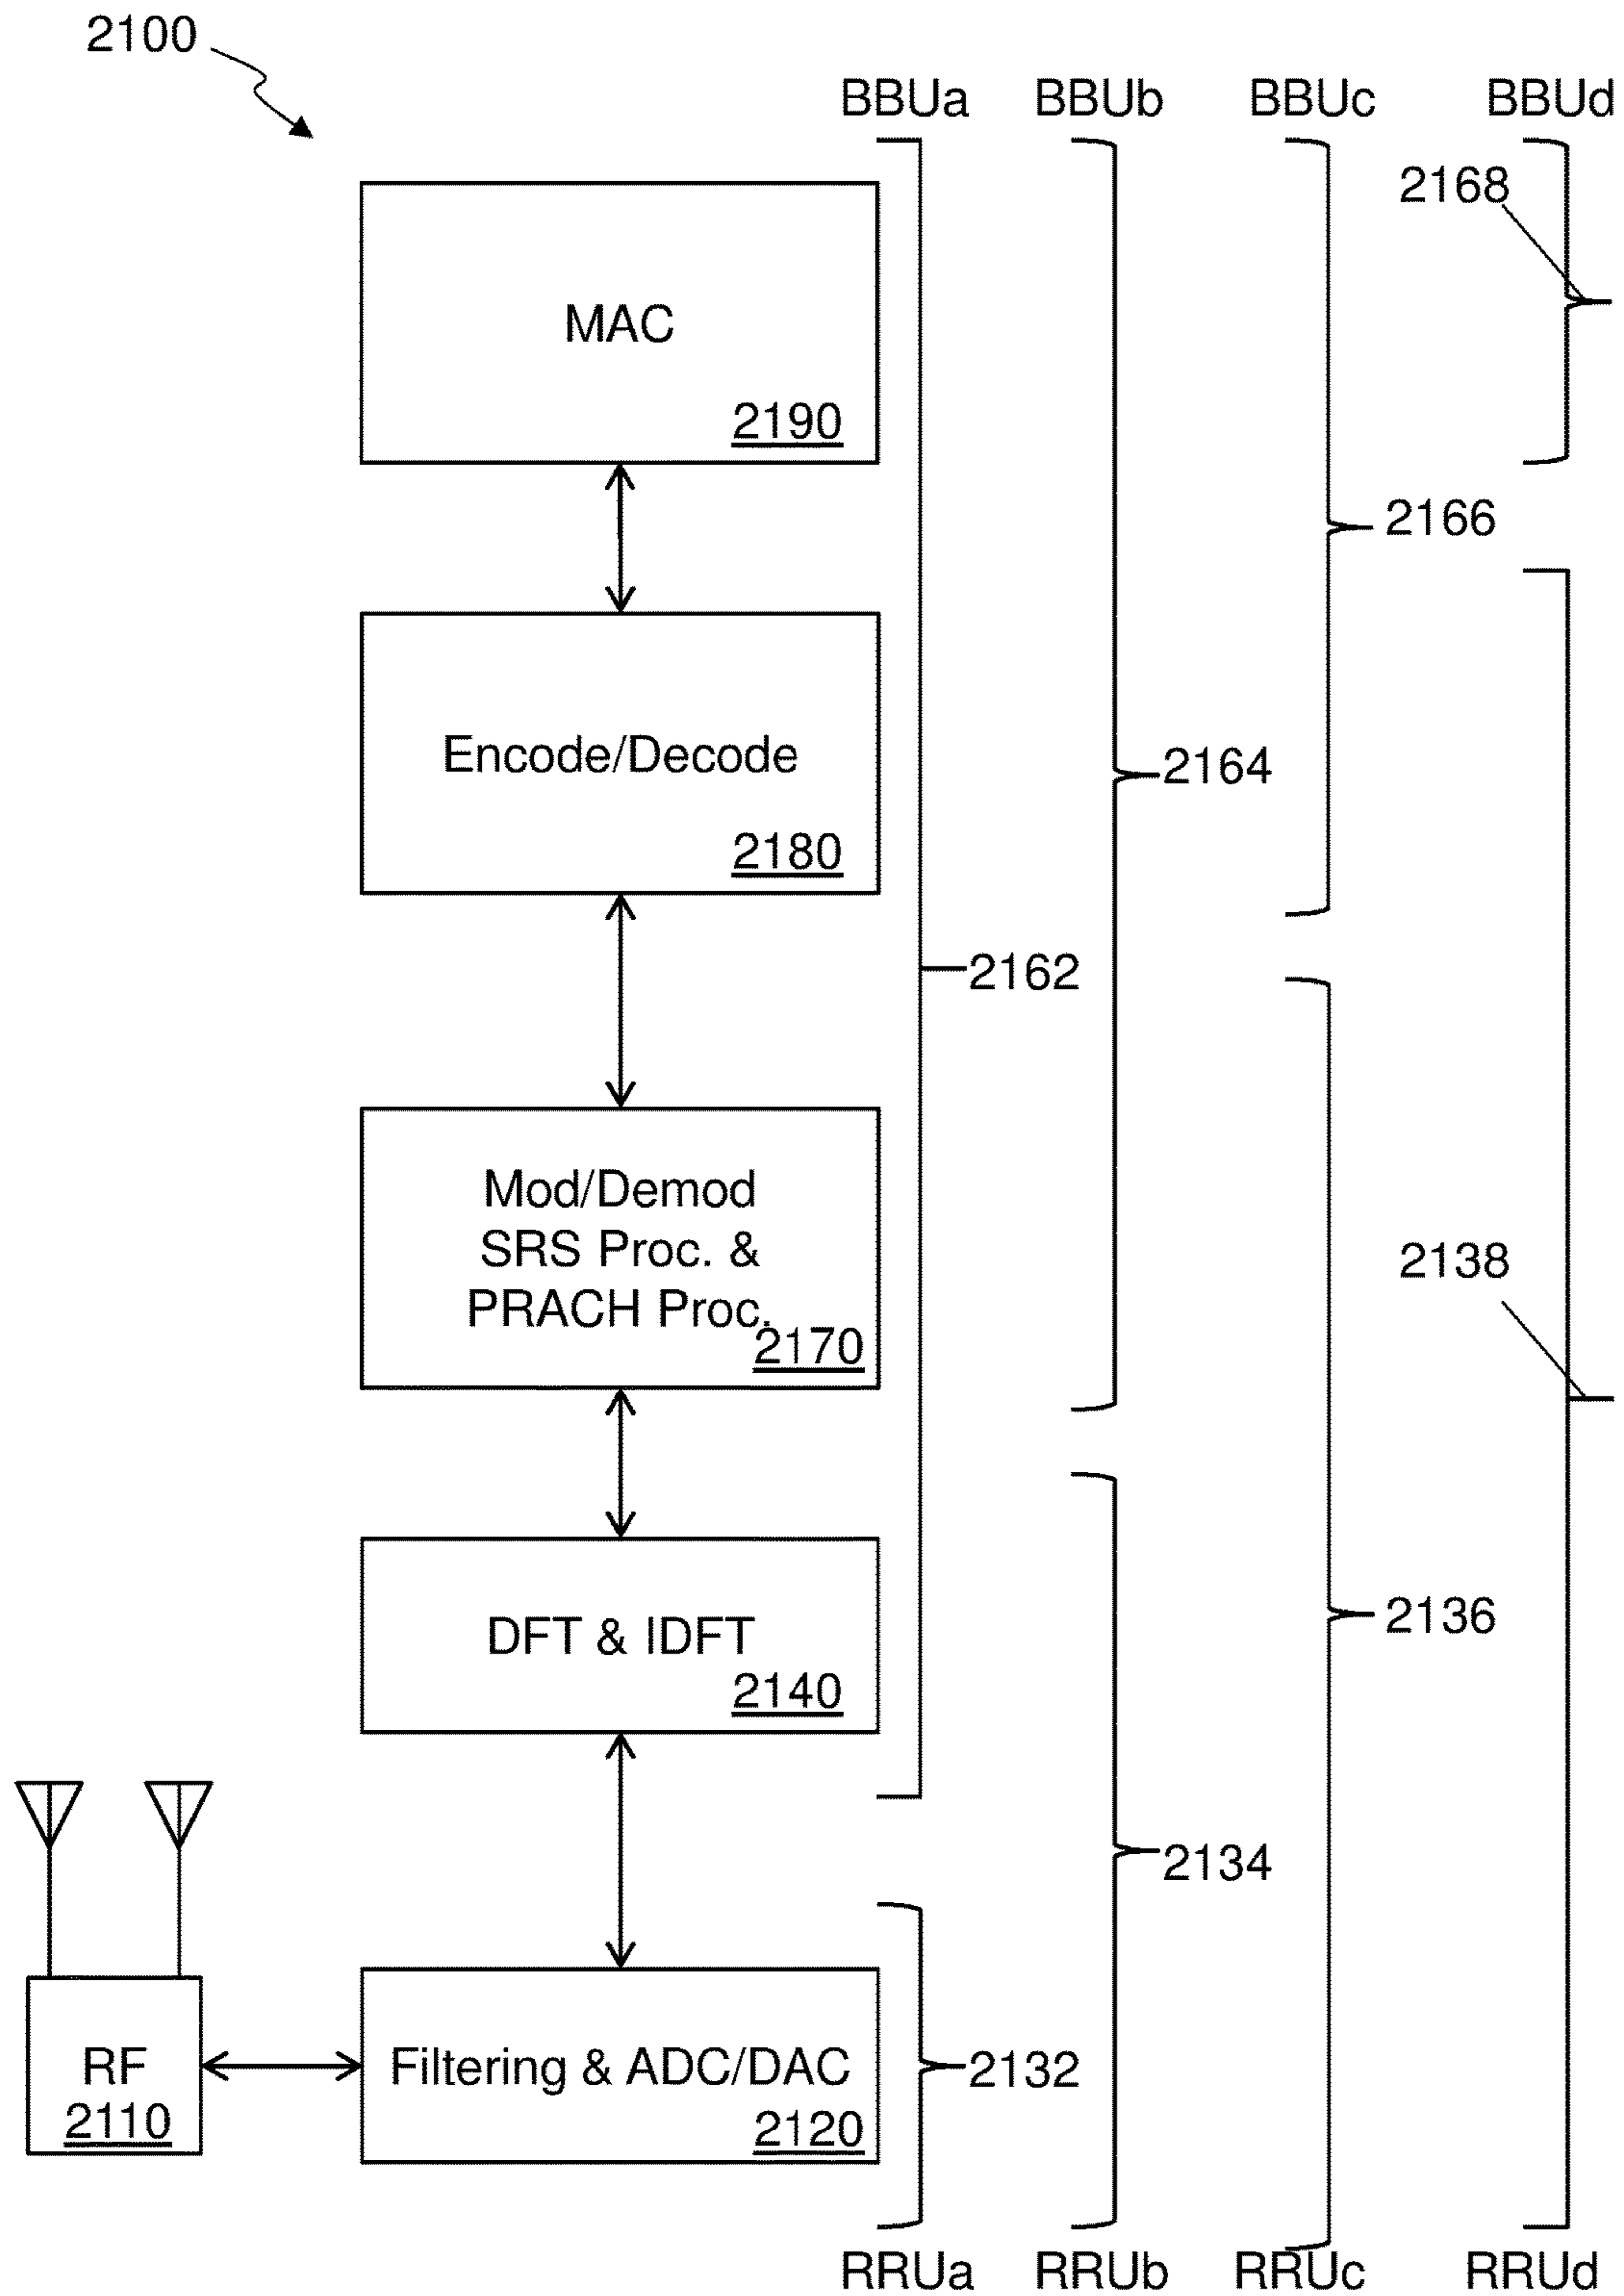 2100
BBUa
BBUb
BBUc
BBUd
2168
MAC
2190
2166
Encode/Decode
2180
2164
2162
Mod/Demod
SRS Proc. &
PRACH Proc.
2170
2138
DFT & IDFT
2140
2136
2134
RF
2110
Filtering & ADC/DAC
2120
2132
RRUa
RRUb
RRUc
RRUd